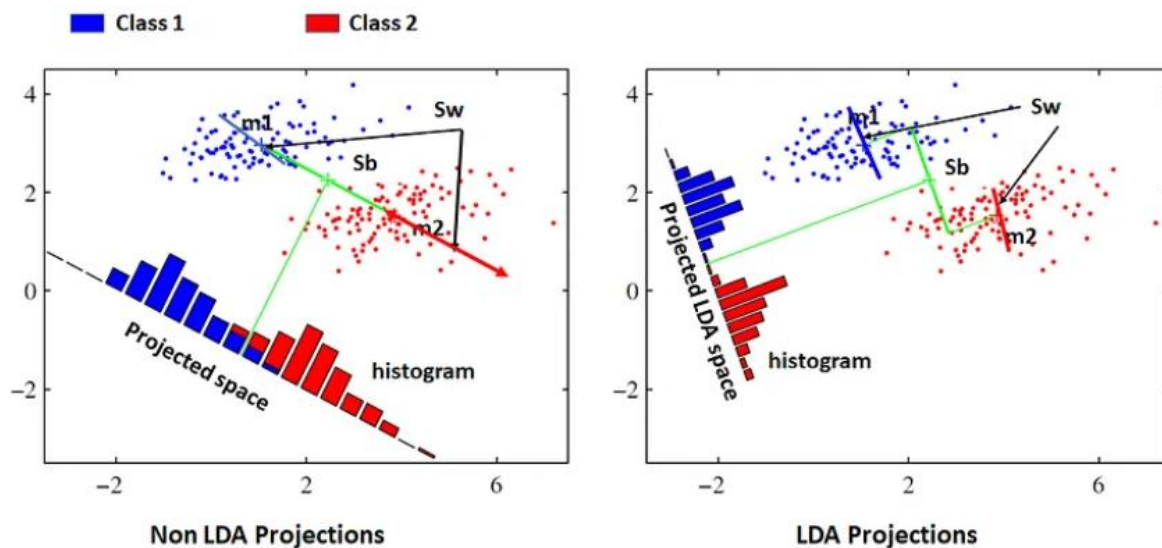 Class 1
Class 2
4
2
0
−2
−2
2
6
m1
Sw
Sb
m2
Projected space
histogram
Non LDA Projections
4
2
0
−2
−2
2
6
m1
Sw
Sb
m2
Projected LDA space
histogram
LDA Projections